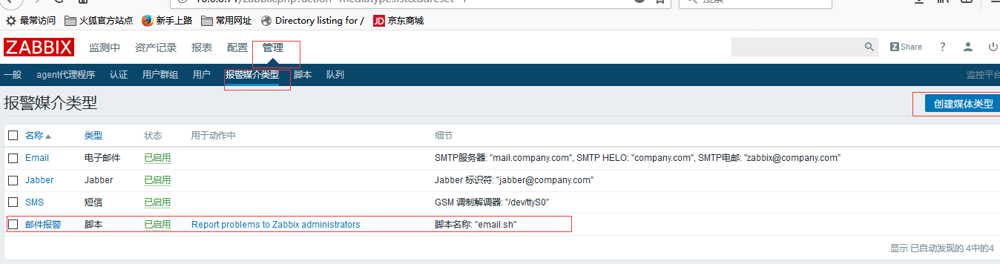 /zabbix.php?action=mediatype.list&ddreset=1
最常访问 火狐官方站点 新手上路 常用网址 Directory listing for / JD 京东商城
ZABBIX 监测中 资产记录 报表 配置 管理 Z Share ?
一般 agent代理程序 认证 用户群组 用户 报警媒介类型 脚本 队列 监控平台
报警媒介类型 创建媒体类型
名称 类型 状态 用于动作中 细节
Email 电子邮件 已启用 SMTP服务器: "mail.company.com", SMTP HELO: "company.com", SMTP电邮: "zabbix@company.com"
Jabber Jabber 已启用 Jabber 标识符: "jabber@company.com"
SMS 短信 已启用 GSM 调制解调器: "/dev/ttyS0"
邮件报警 脚本 已启用 Report problems to Zabbix administrators 脚本名称: "email.sh"
显示 已自动发现的 4中的4